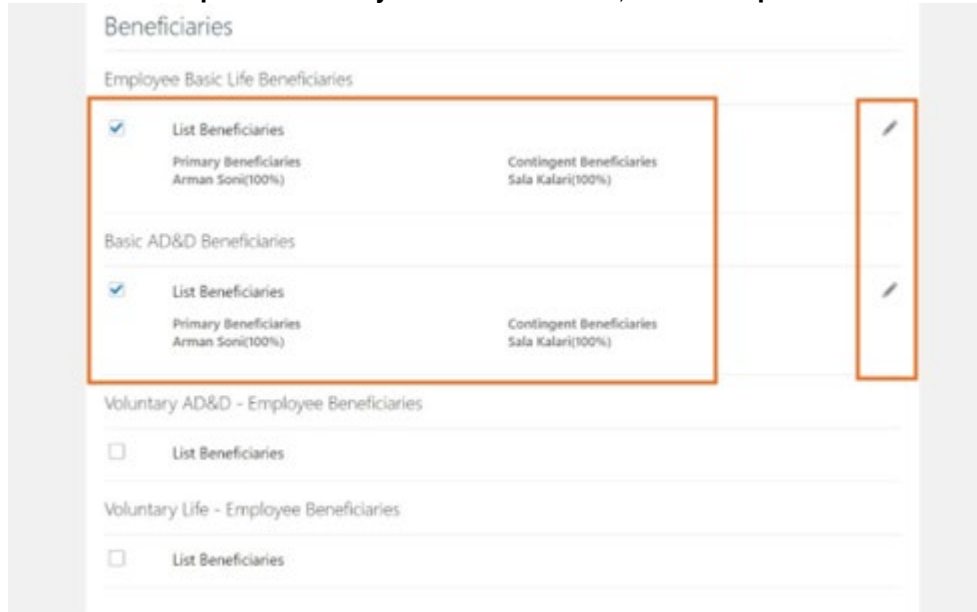 Beneficiaries
Employee Basic Life Beneficiaries
List Beneficiaries
Primary Beneficiaries Contingent Beneficiaries
Arman Soni(100%) Sala Kalari(100%)
Basic AD&D Beneficiaries
List Beneficiaries
Primary Beneficiaries Contingent Beneficiaries
Arman Soni(100%) Sala Kalari(100%)
Voluntary AD&D - Employee Beneficiaries
List Beneficiaries
Voluntary Life - Employee Beneficiaries
List Beneficiaries